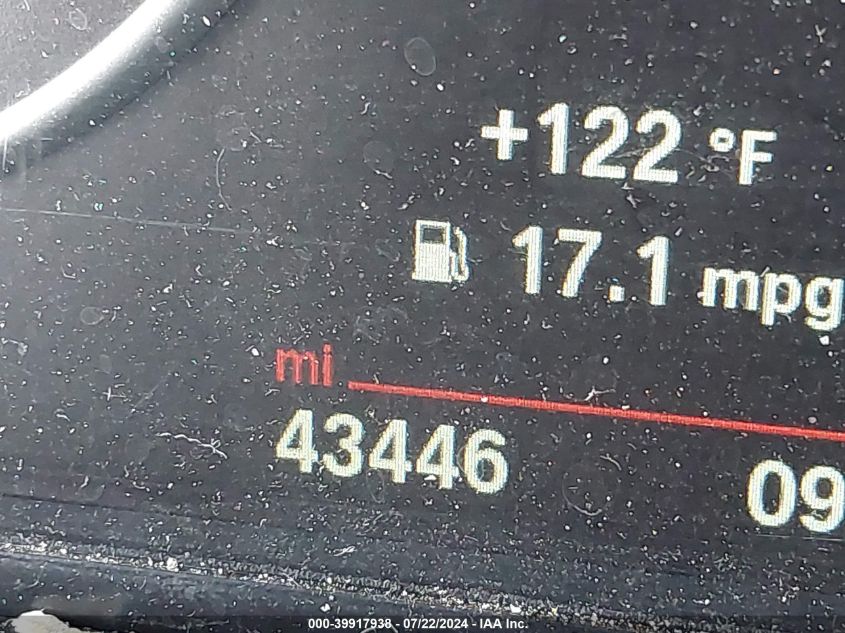 +122 °F
17.1 mpg
mi
43446 09
000-39917938 - 07/22/2024 - IAA Inc.